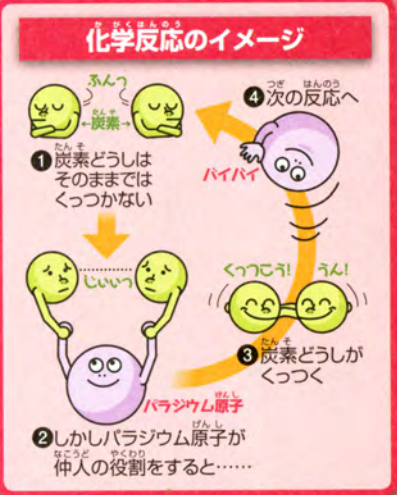 化学反応のイメージ
ふんっ
←炭素→
❶炭素どうしは
そのままでは
くっつかない
じぃぃっ
パラジウム原子
❷しかしパラジウム原子が
仲人の役割をすると……
くっつこう! うん!
❸炭素どうしが
くっつく
バイバイ
❹次の反応へ